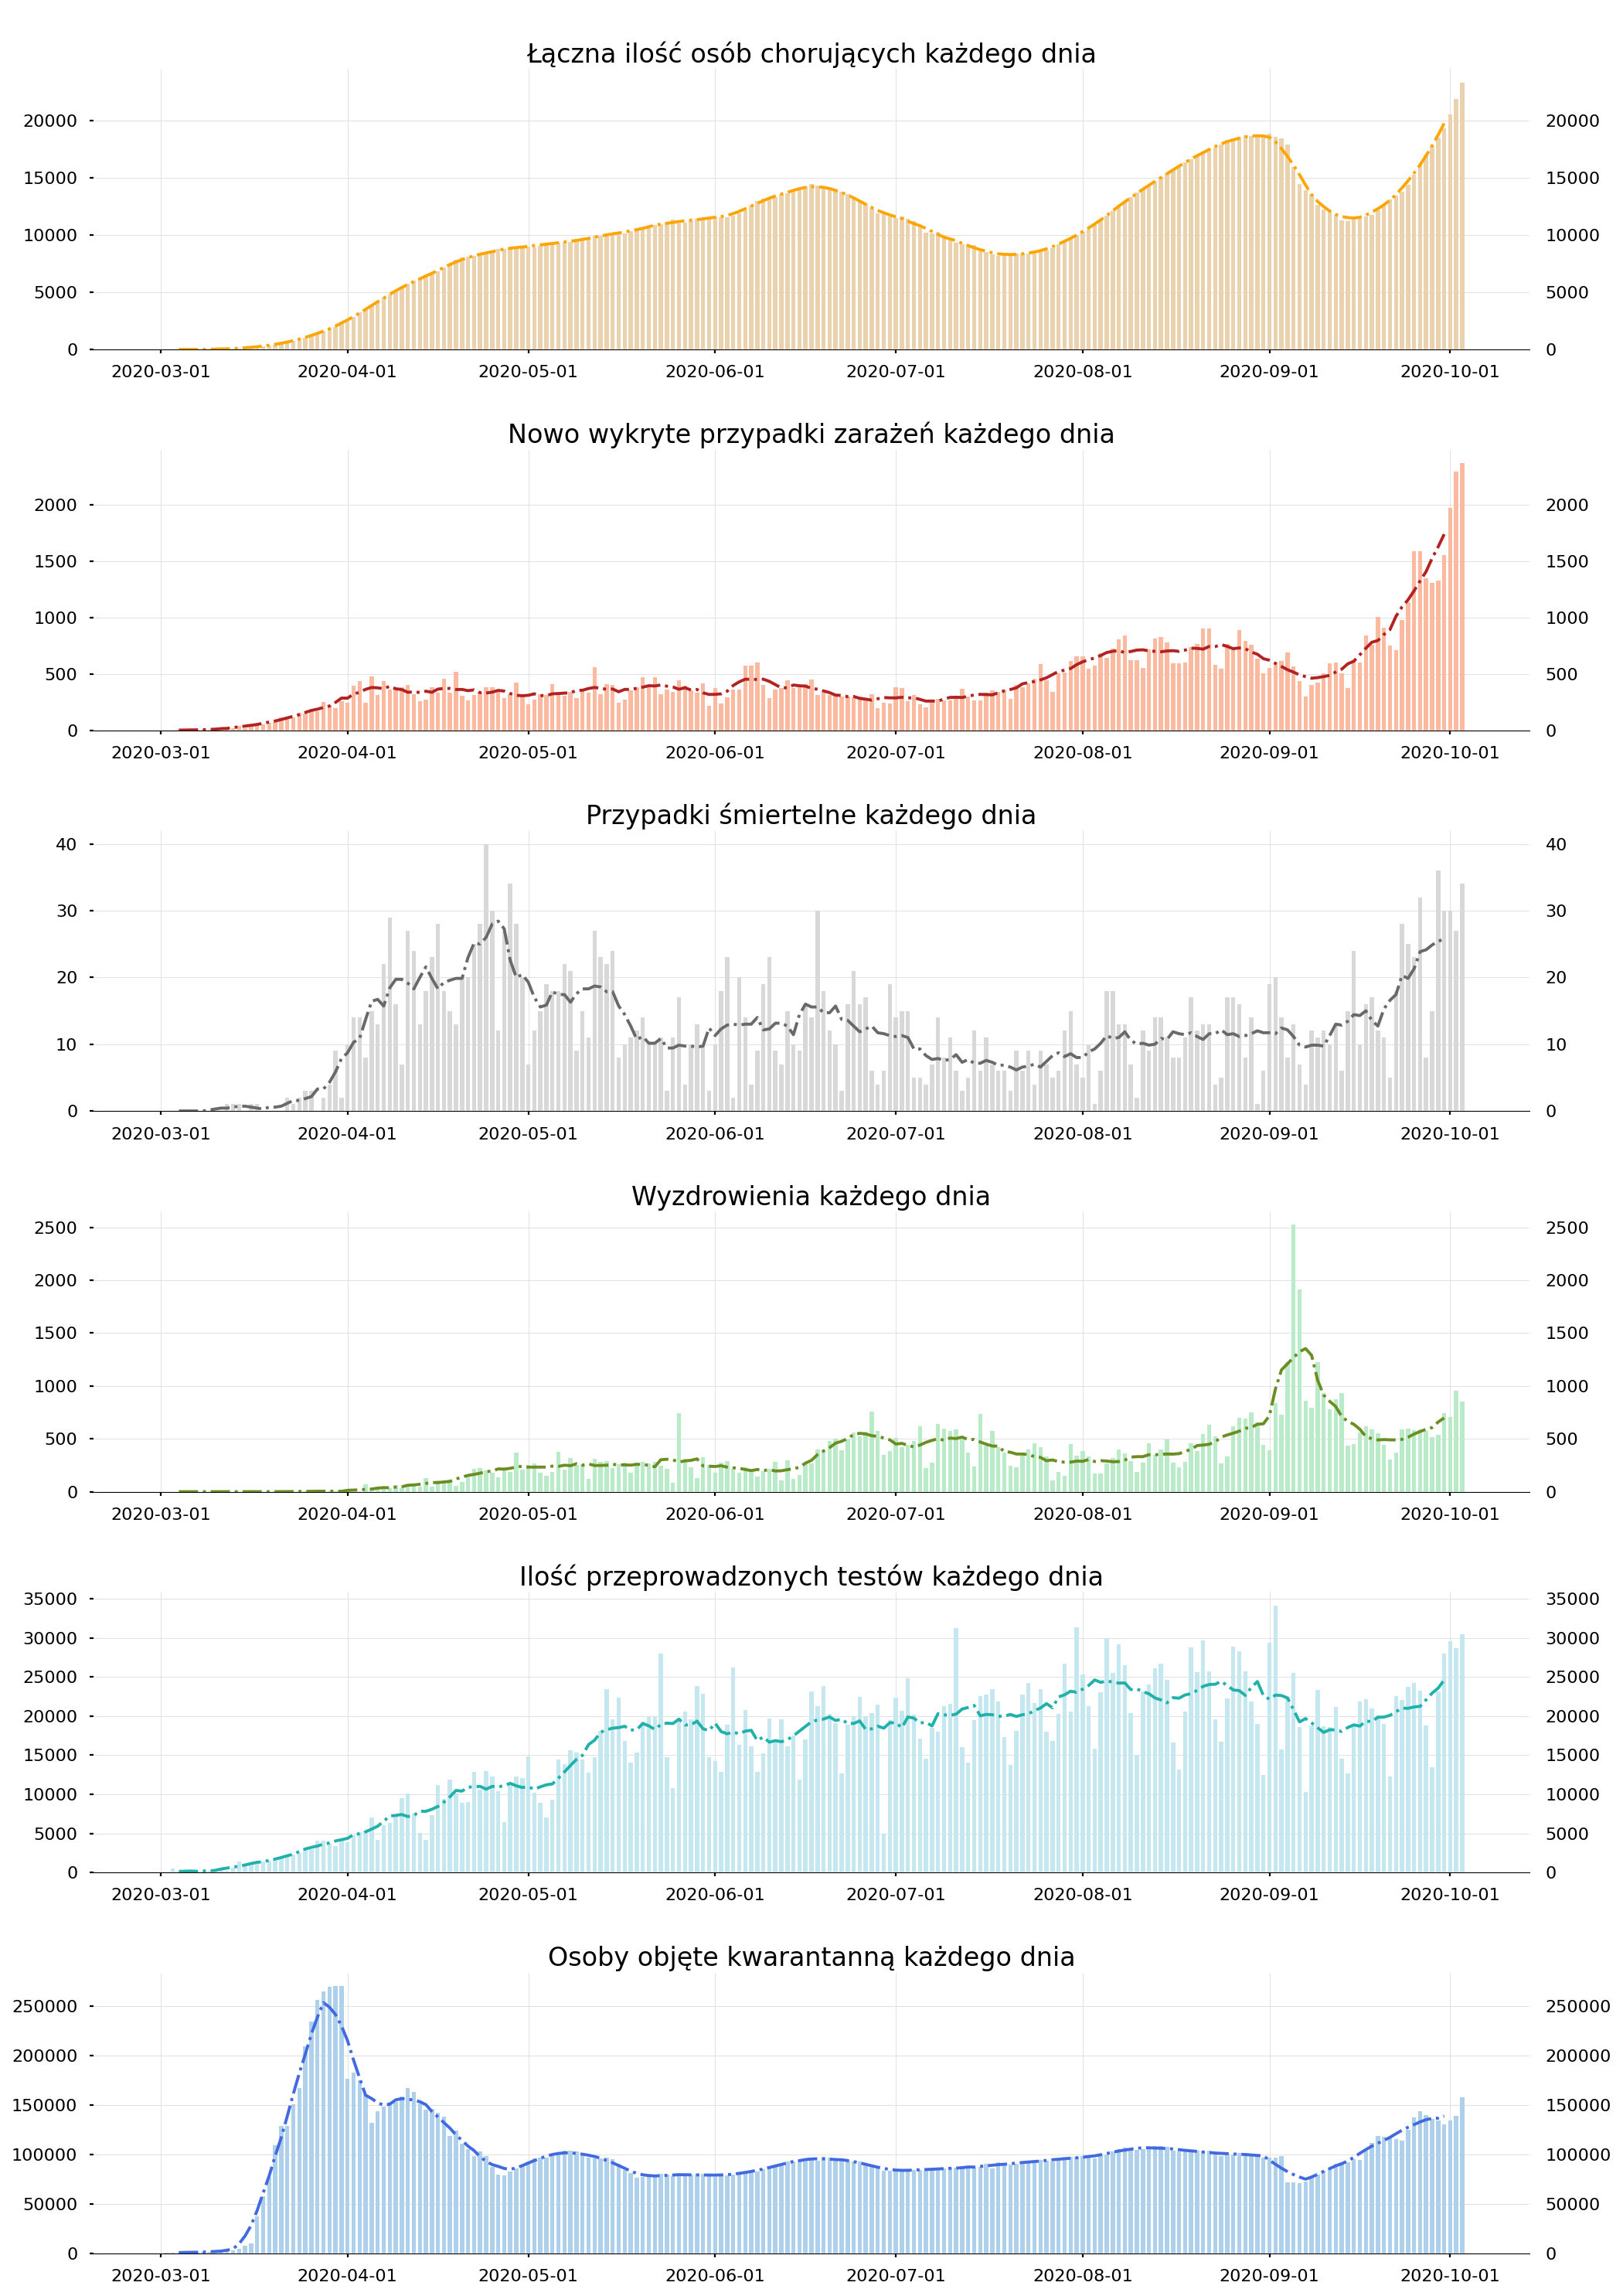 Łączna ilość osób chorujących każdego dnia
20000 20000
15000 15000
10000 10000
5000 5000
0 0
2020-03-01 2020-04-01 2020-05-01 2020-06-01 2020-07-01 2020-08-01 2020-09-01 2020-10-01
Nowo wykryte przypadki zarażeń każdego dnia
2000 2000
1500 1500
1000 1000
500 500
0 0
2020-03-01 2020-04-01 2020-05-01 2020-06-01 2020-07-01 2020-08-01 2020-09-01 2020-10-01
Przypadki śmiertelne każdego dnia
40 40
30 30
20 20
10 10
0 0
2020-03-01 2020-04-01 2020-05-01 2020-06-01 2020-07-01 2020-08-01 2020-09-01 2020-10-01
Wyzdrowienia każdego dnia
2500 2500
2000 2000
1500 1500
1000 1000
500 500
0 0
2020-03-01 2020-04-01 2020-05-01 2020-06-01 2020-07-01 2020-08-01 2020-09-01 2020-10-01
Ilość przeprowadzonych testów każdego dnia
35000 35000
30000 30000
25000 25000
20000 20000
15000 15000
10000 10000
5000 5000
0 0
2020-03-01 2020-04-01 2020-05-01 2020-06-01 2020-07-01 2020-08-01 2020-09-01 2020-10-01
Osoby objęte kwarantanną każdego dnia
250000 250000
200000 200000
150000 150000
100000 100000
50000 50000
0 0
2020-03-01 2020-04-01 2020-05-01 2020-06-01 2020-07-01 2020-08-01 2020-09-01 2020-10-01